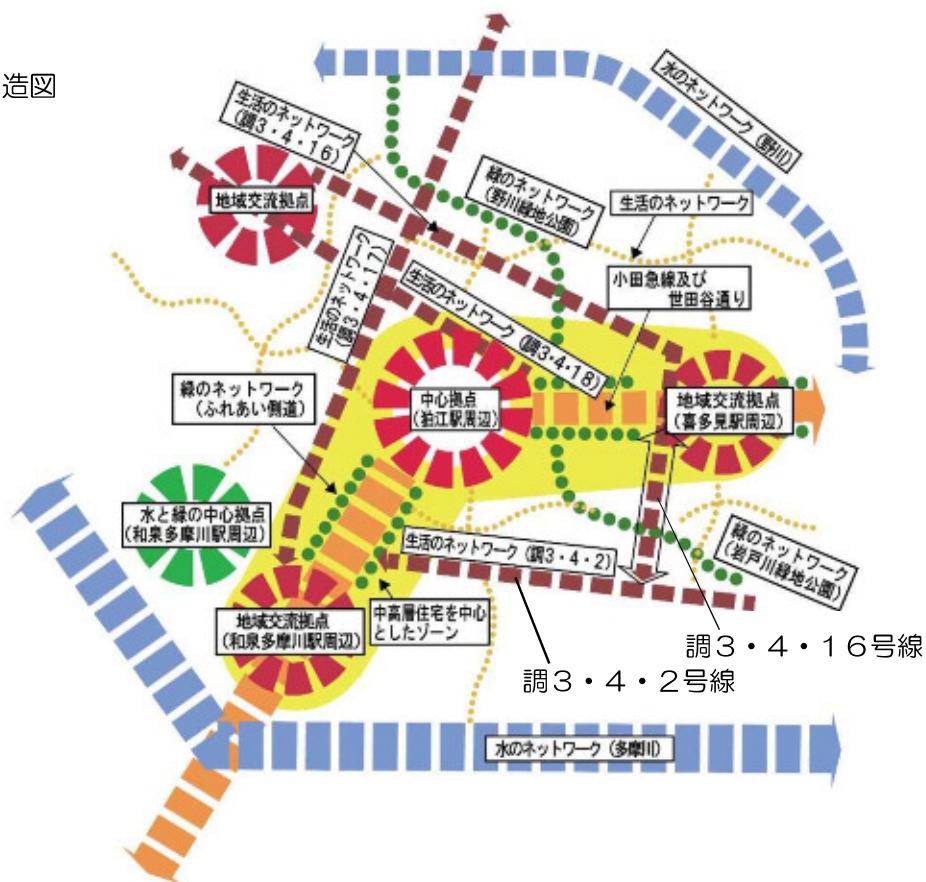 造図
水のネットワーク（野川）
生活のネットワーク
（調3・4・16）
緑のネットワーク
（野川緑地公園）
地域交流拠点
生活のネットワーク
小田急線及び
世田谷通り
生活のネットワーク
（調3・4・17）
生活のネットワーク（調3・4・18）
緑のネットワーク
（ふれあい側道）
中心拠点
（狛江駅周辺）
地域交流拠点
（喜多見駅周辺）
水と緑の中心拠点
（和泉多摩川駅周辺）
生活のネットワーク（調3・4・2）
緑のネットワーク
（岩戸川緑地公園）
地域交流拠点
（和泉多摩川駅周辺）
中高層住宅を中心
としたゾーン
調３・４・１６号線
調３・４・２号線
水のネットワーク（多摩川）